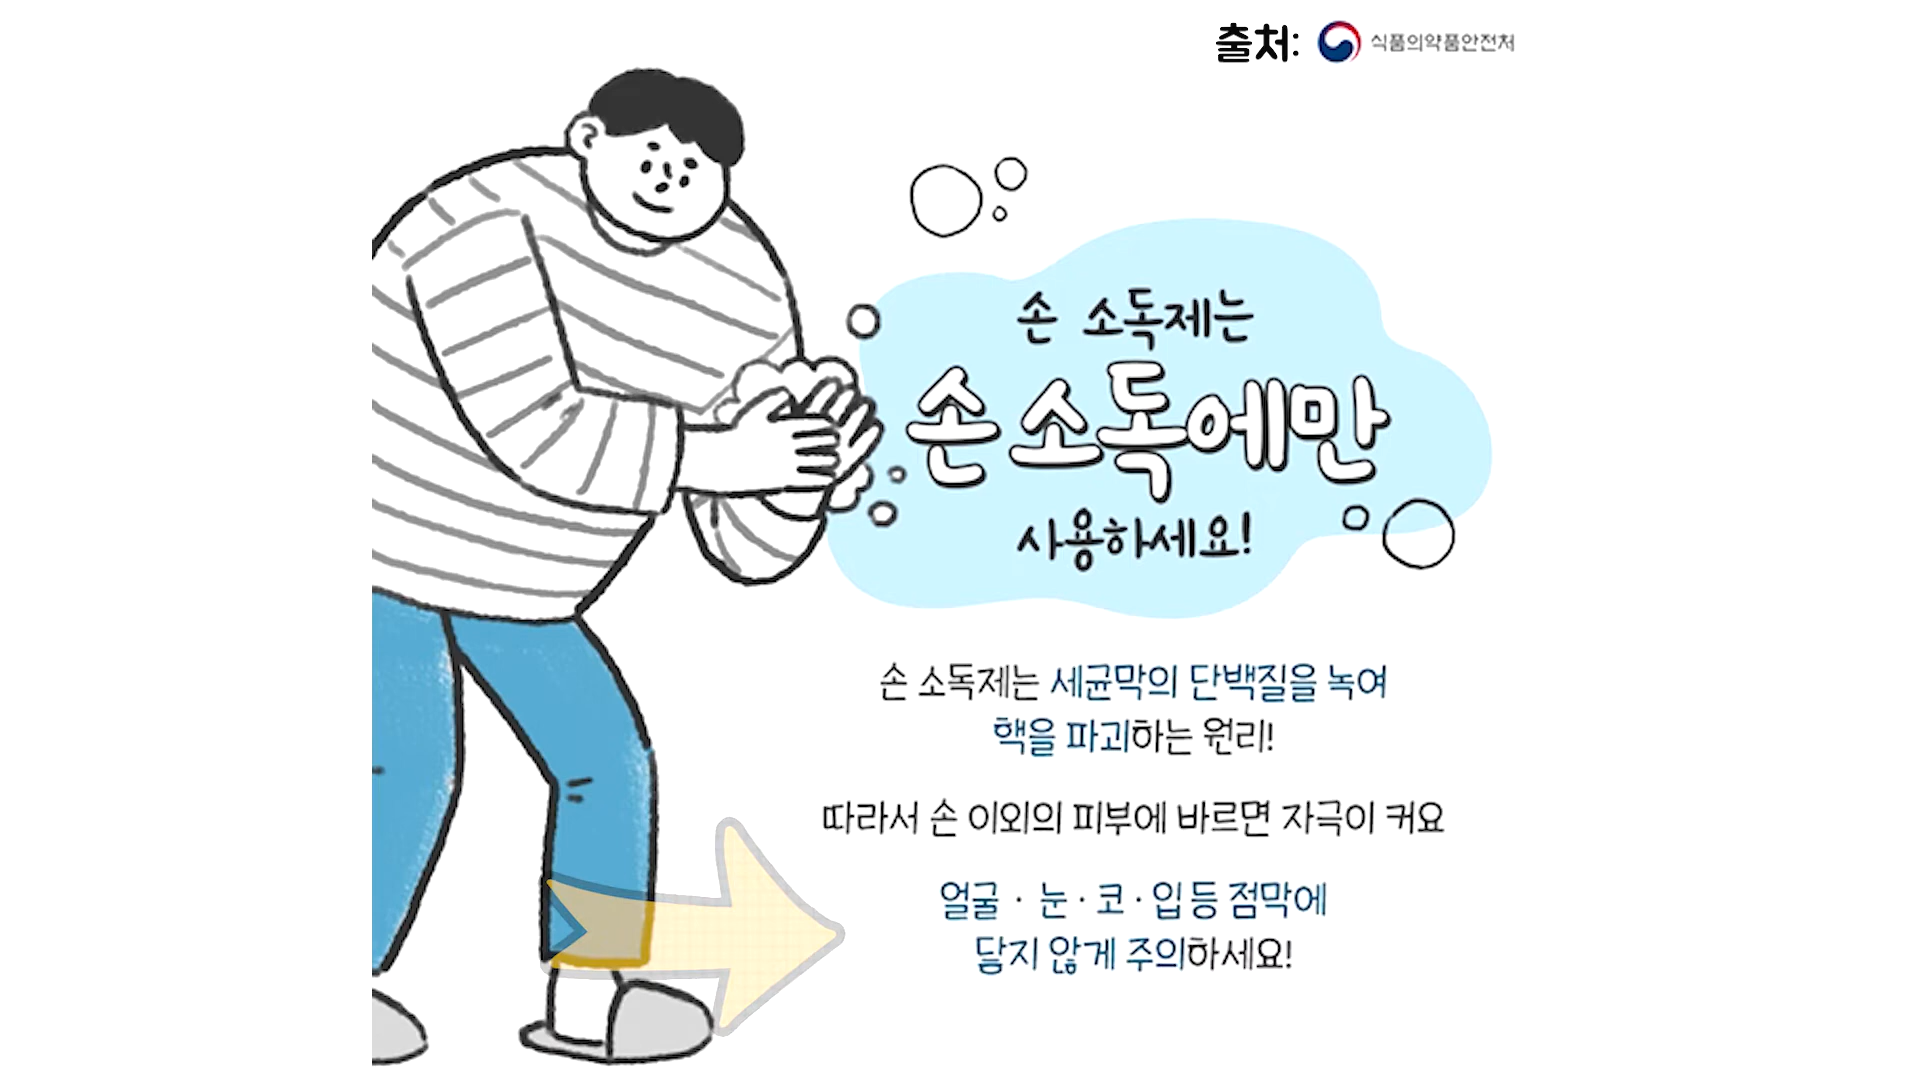 출처: 식품의약품안전처
손 소독제는
손소독에만
사용하세요!
손 소독제는 세균막의 단백질을 녹여
핵을 파괴하는 원리!
따라서 손 이외의 피부에 바르면 자극이 커요
얼굴 · 눈 · 코 · 입 등 점막에
닿지 않게 주의하세요!